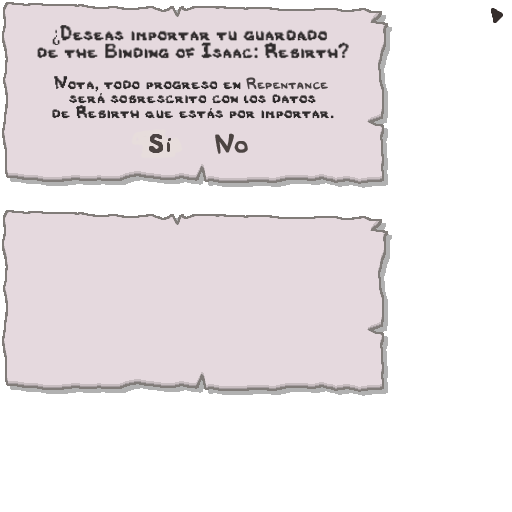 ¿Deseas importar tu guardado
de the Binding of Isaac: Rebirth?
Nota, todo progreso en Repentance
será sobrescrito con los datos
de Rebirth que estás por importar.
Sí No